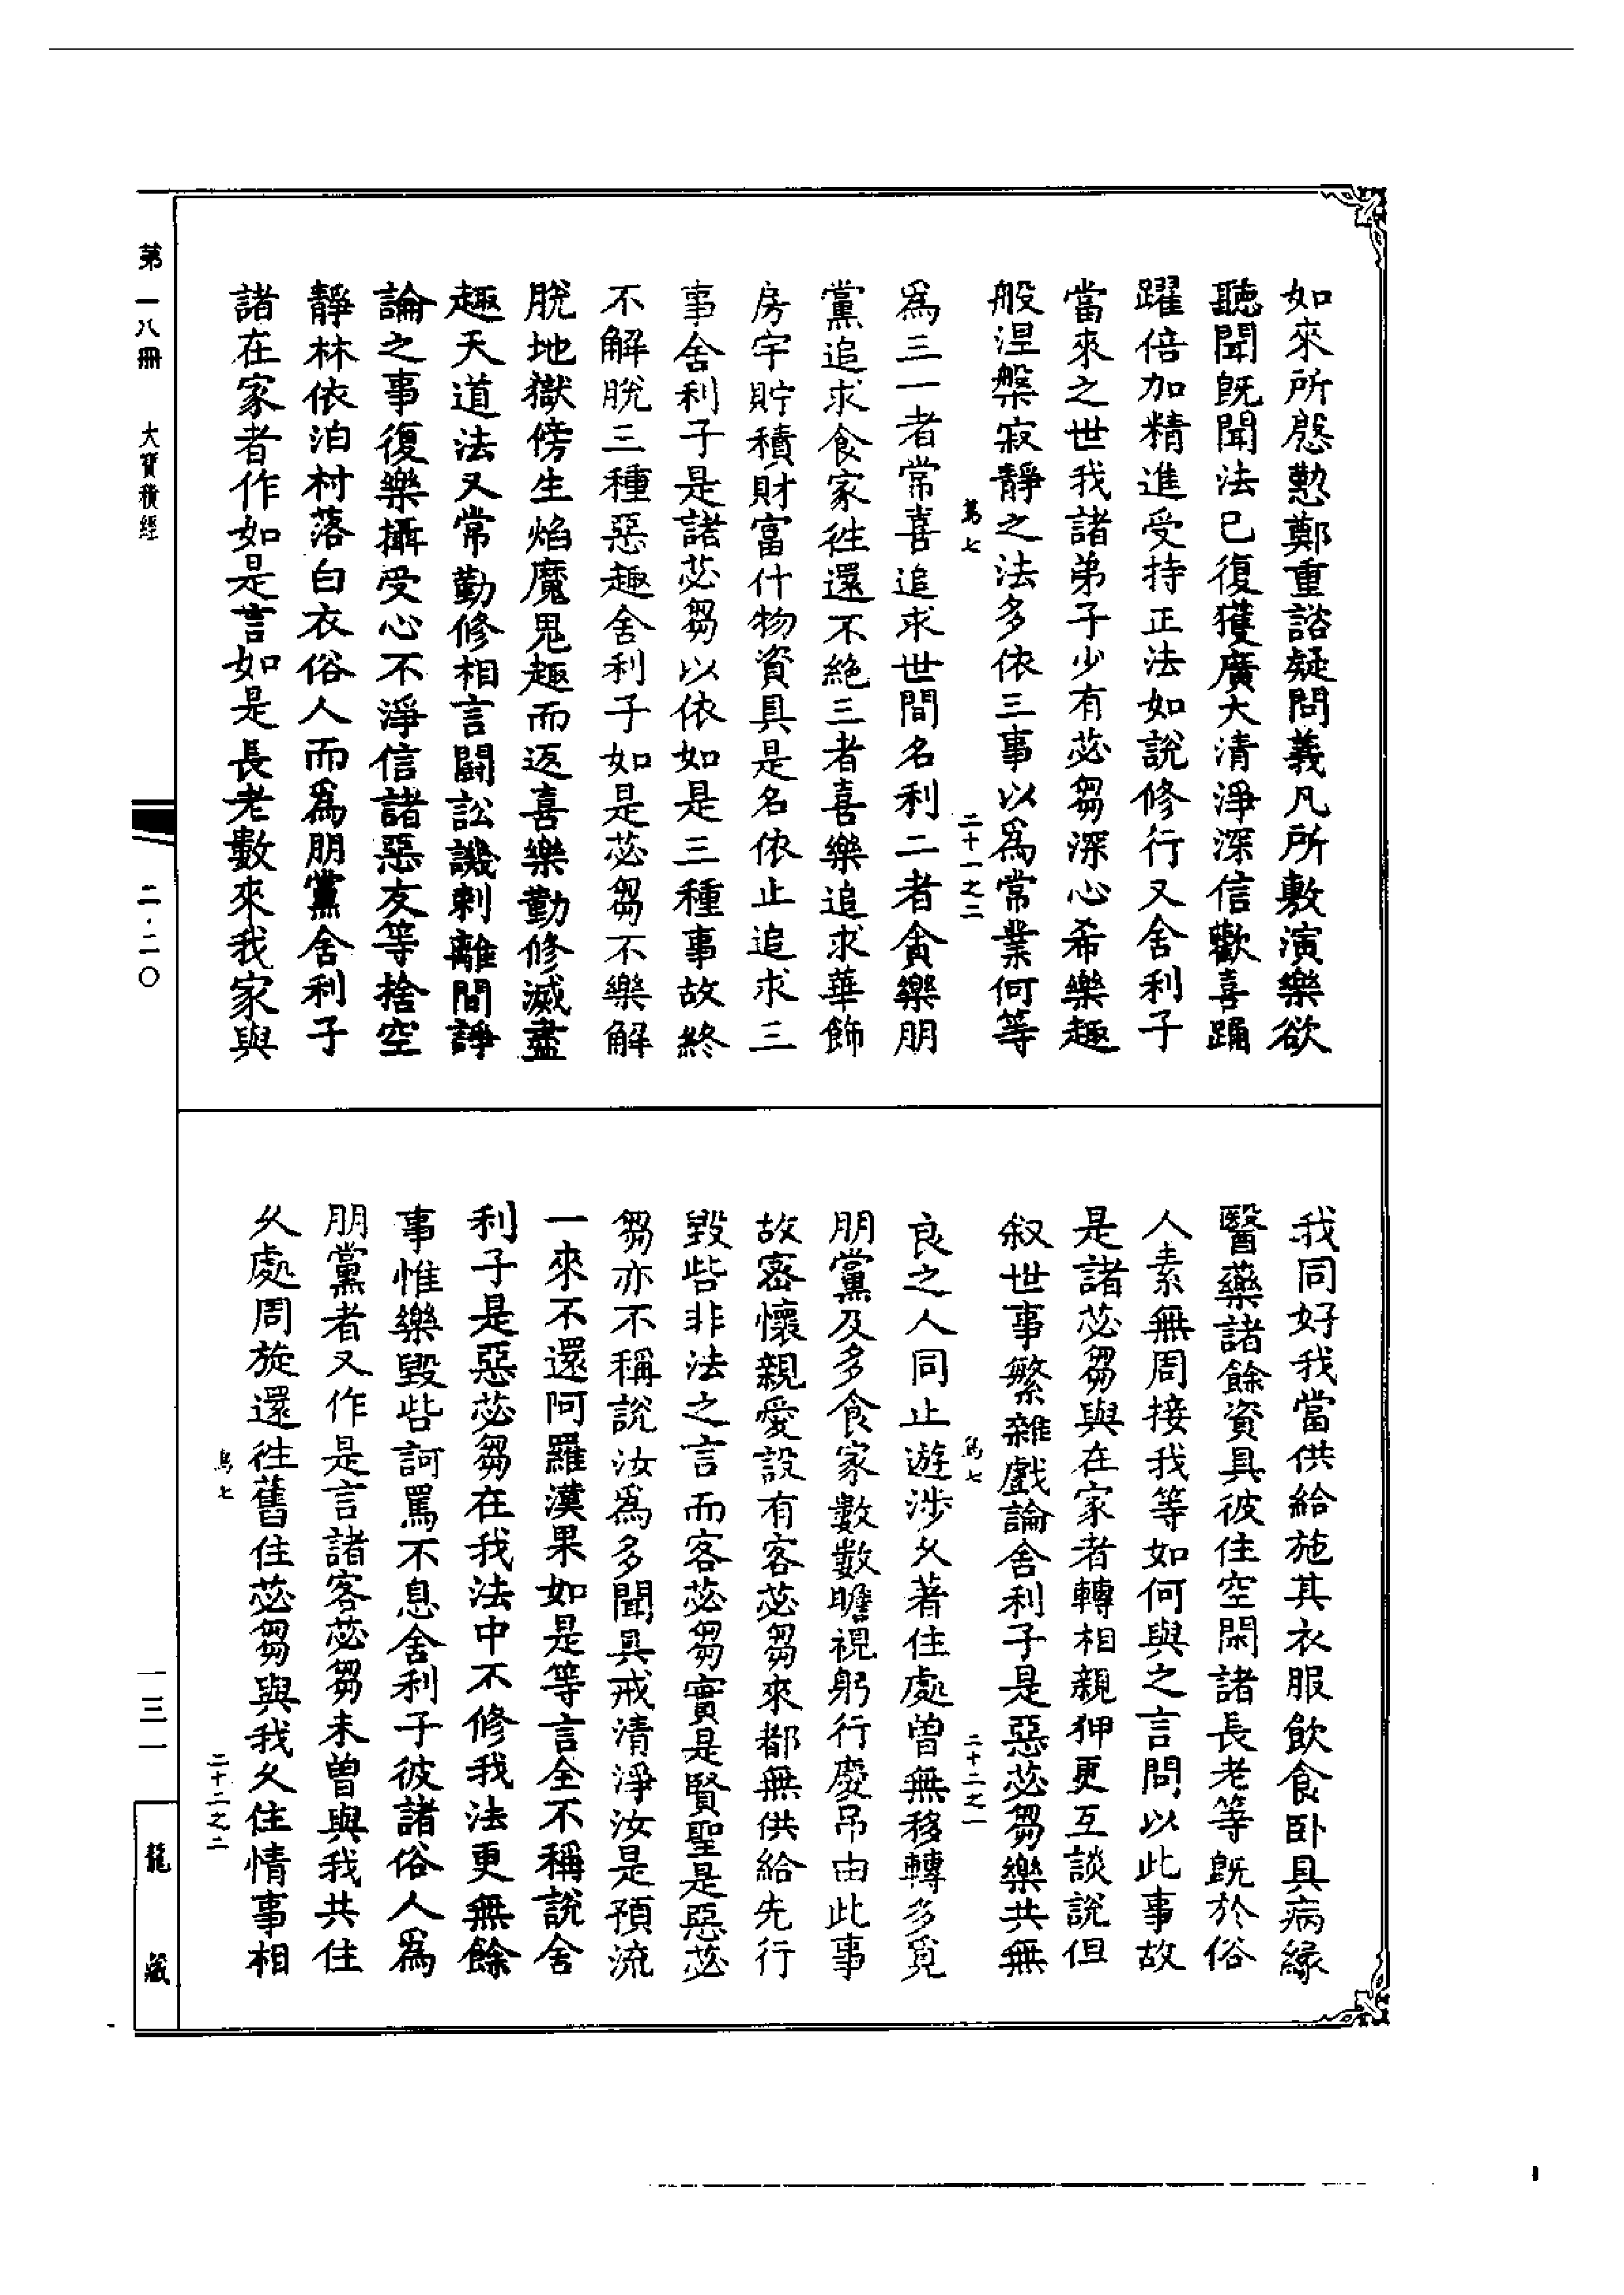 如來所慇懃鄭重諮疑問義凡所敷演樂欲
聽聞既聞法已復獲廣大清淨深信歡喜踊
躍倍加精進受持正法如說修行又舍利子
當來之世我諸弟子少有苾芻深心希樂趣
般涅槃寂靜之法多依三事以爲常業何等
二十一之二
爲三一者常喜追求世間名利二者貪樂朋
黨追求食家往還不絶三者喜樂追求華飾
房宇貯積財富什物資具是名依止追求三
事舍利子是諸苾芻以依如是三種事故終
不解脫三種惡趣舍利子如是苾芻不樂解
脫地獄傍生焰魔鬼趣而返喜樂勤修滅盡
趣天道法又常勤修相言鬪訟譏刺離間諍
論之事復樂攝受心不淨信諸惡友等捨空
靜林依泊村落白衣俗人而爲朋黨舍利子
諸在家者作如是言如是長老數來我家與
我同好我當供給施其衣服飲食卧具病緣
醫藥諸餘資具彼住空閑諸長老等既於俗
人素無周接我等如何與之言問以此事故
是諸苾芻與在家者轉相親狎更互談說但
叙世事繁雜戲論舍利子是惡苾芻樂共無
二十二之一
良之人同止遊涉久著住處曾無移轉多覓
朋黨及多食家數數瞻視躬行慶吊由此事
故密懷親愛設有客苾芻來都無供給先行
毀呰非法之言而客苾芻實是賢聖是惡苾
芻亦不稱說汝爲多聞具戒清淨汝是預流
一來不還阿羅漢果如是等言全不稱說舍
利子是惡苾芻在我法中不修我法更無餘
事惟樂毀呰訶罵不息舍利子彼諸俗人爲
朋黨者又作是言諸客苾芻未曾與我共住
久處周旋還往舊住苾芻與我久住情事相
二十二之二
第一八冊
大寶積經
二·二〇
一三一
龍藏